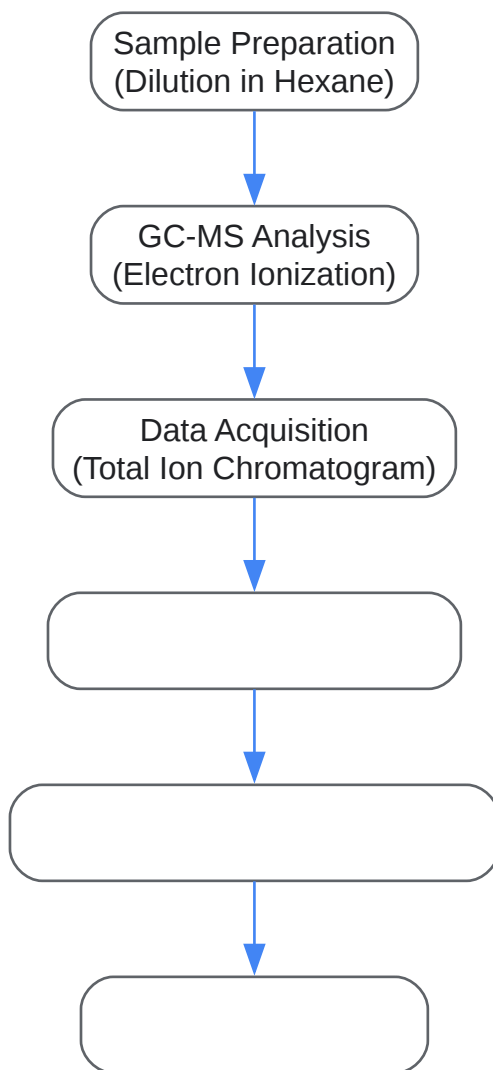 Sample Preparation
(Dilution in Hexane)
GC-MS Analysis
(Electron Ionization)
Data Acquisition
(Total Ion Chromatogram)